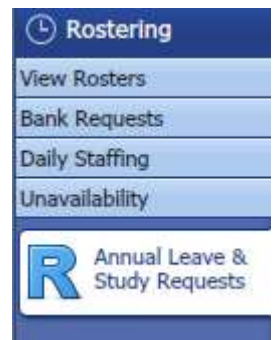 Rostering
View Rosters
Bank Requests
Daily Staffing
Unavailability
R
Annual Leave &
Study Requests